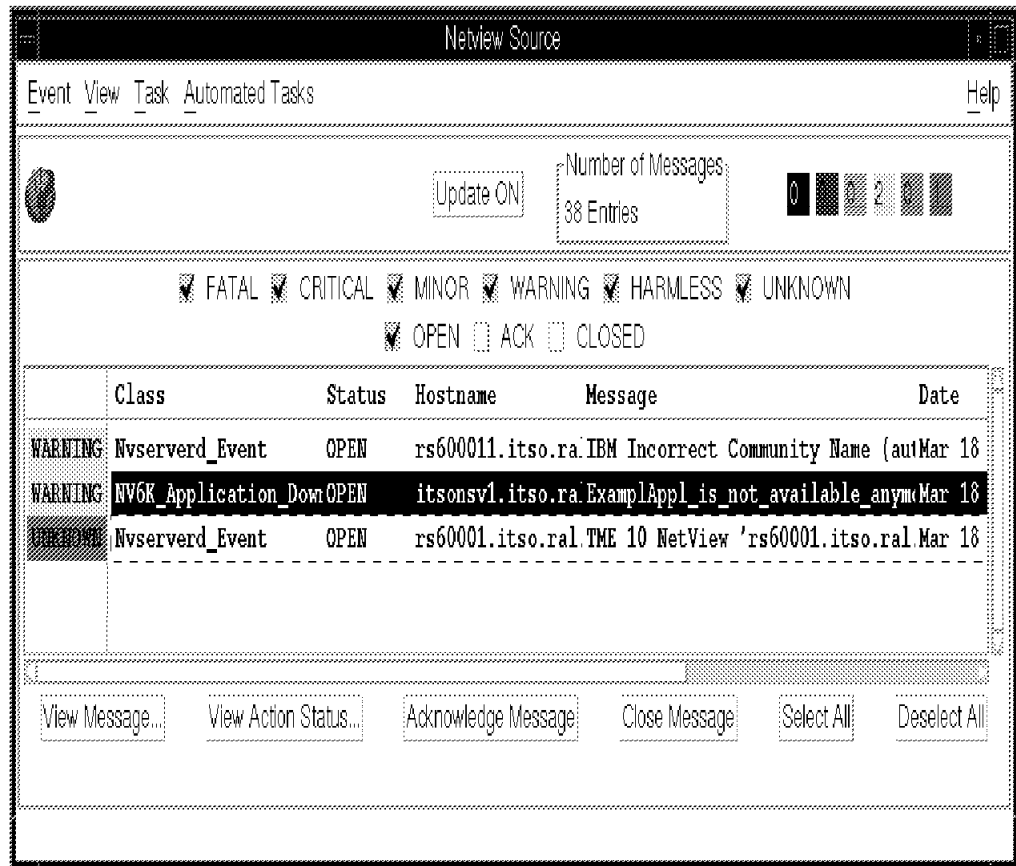 Netview Source
Event View Task Automated Tasks Help
Update ON
Number of Messages
38 Entries
0 0 2 0
FATAL CRITICAL MINOR WARNING HARMLESS UNKNOWN
OPEN ACK CLOSED
Class Status Hostname Message Date
WARNING Nvserverd_Event OPEN rs600011.itso.ra IBM Incorrect Community Name (aut Mar 18
WARNING NV6K_Application_Down OPEN itsonsv1.itso.ra ExamplAppl_is_not_available_anym Mar 18
UNKNOWN Nvserverd_Event OPEN rs60001.itso.ral. TME 10 NetView 'rs60001.itso.ral. Mar 18
View Message... View Action Status... Acknowledge Message Close Message Select All Deselect All